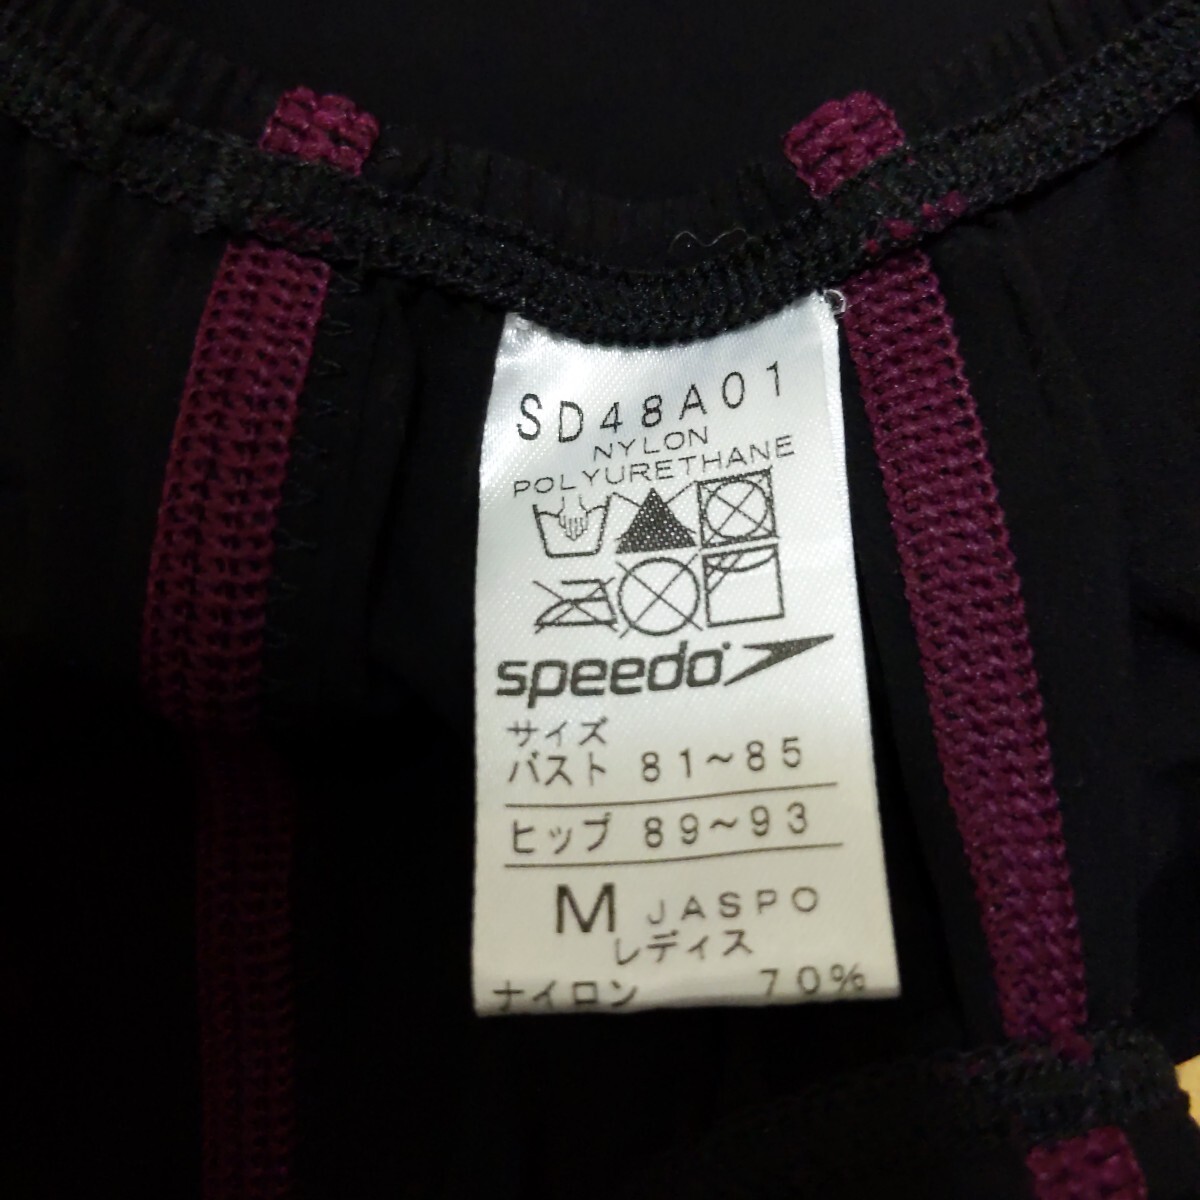 SD48A01
NYLON
POLYURETHANE
speedo
サイズ
バスト 81～85
ヒップ 89～93
M JASPO
レディス
ナイロン 70%